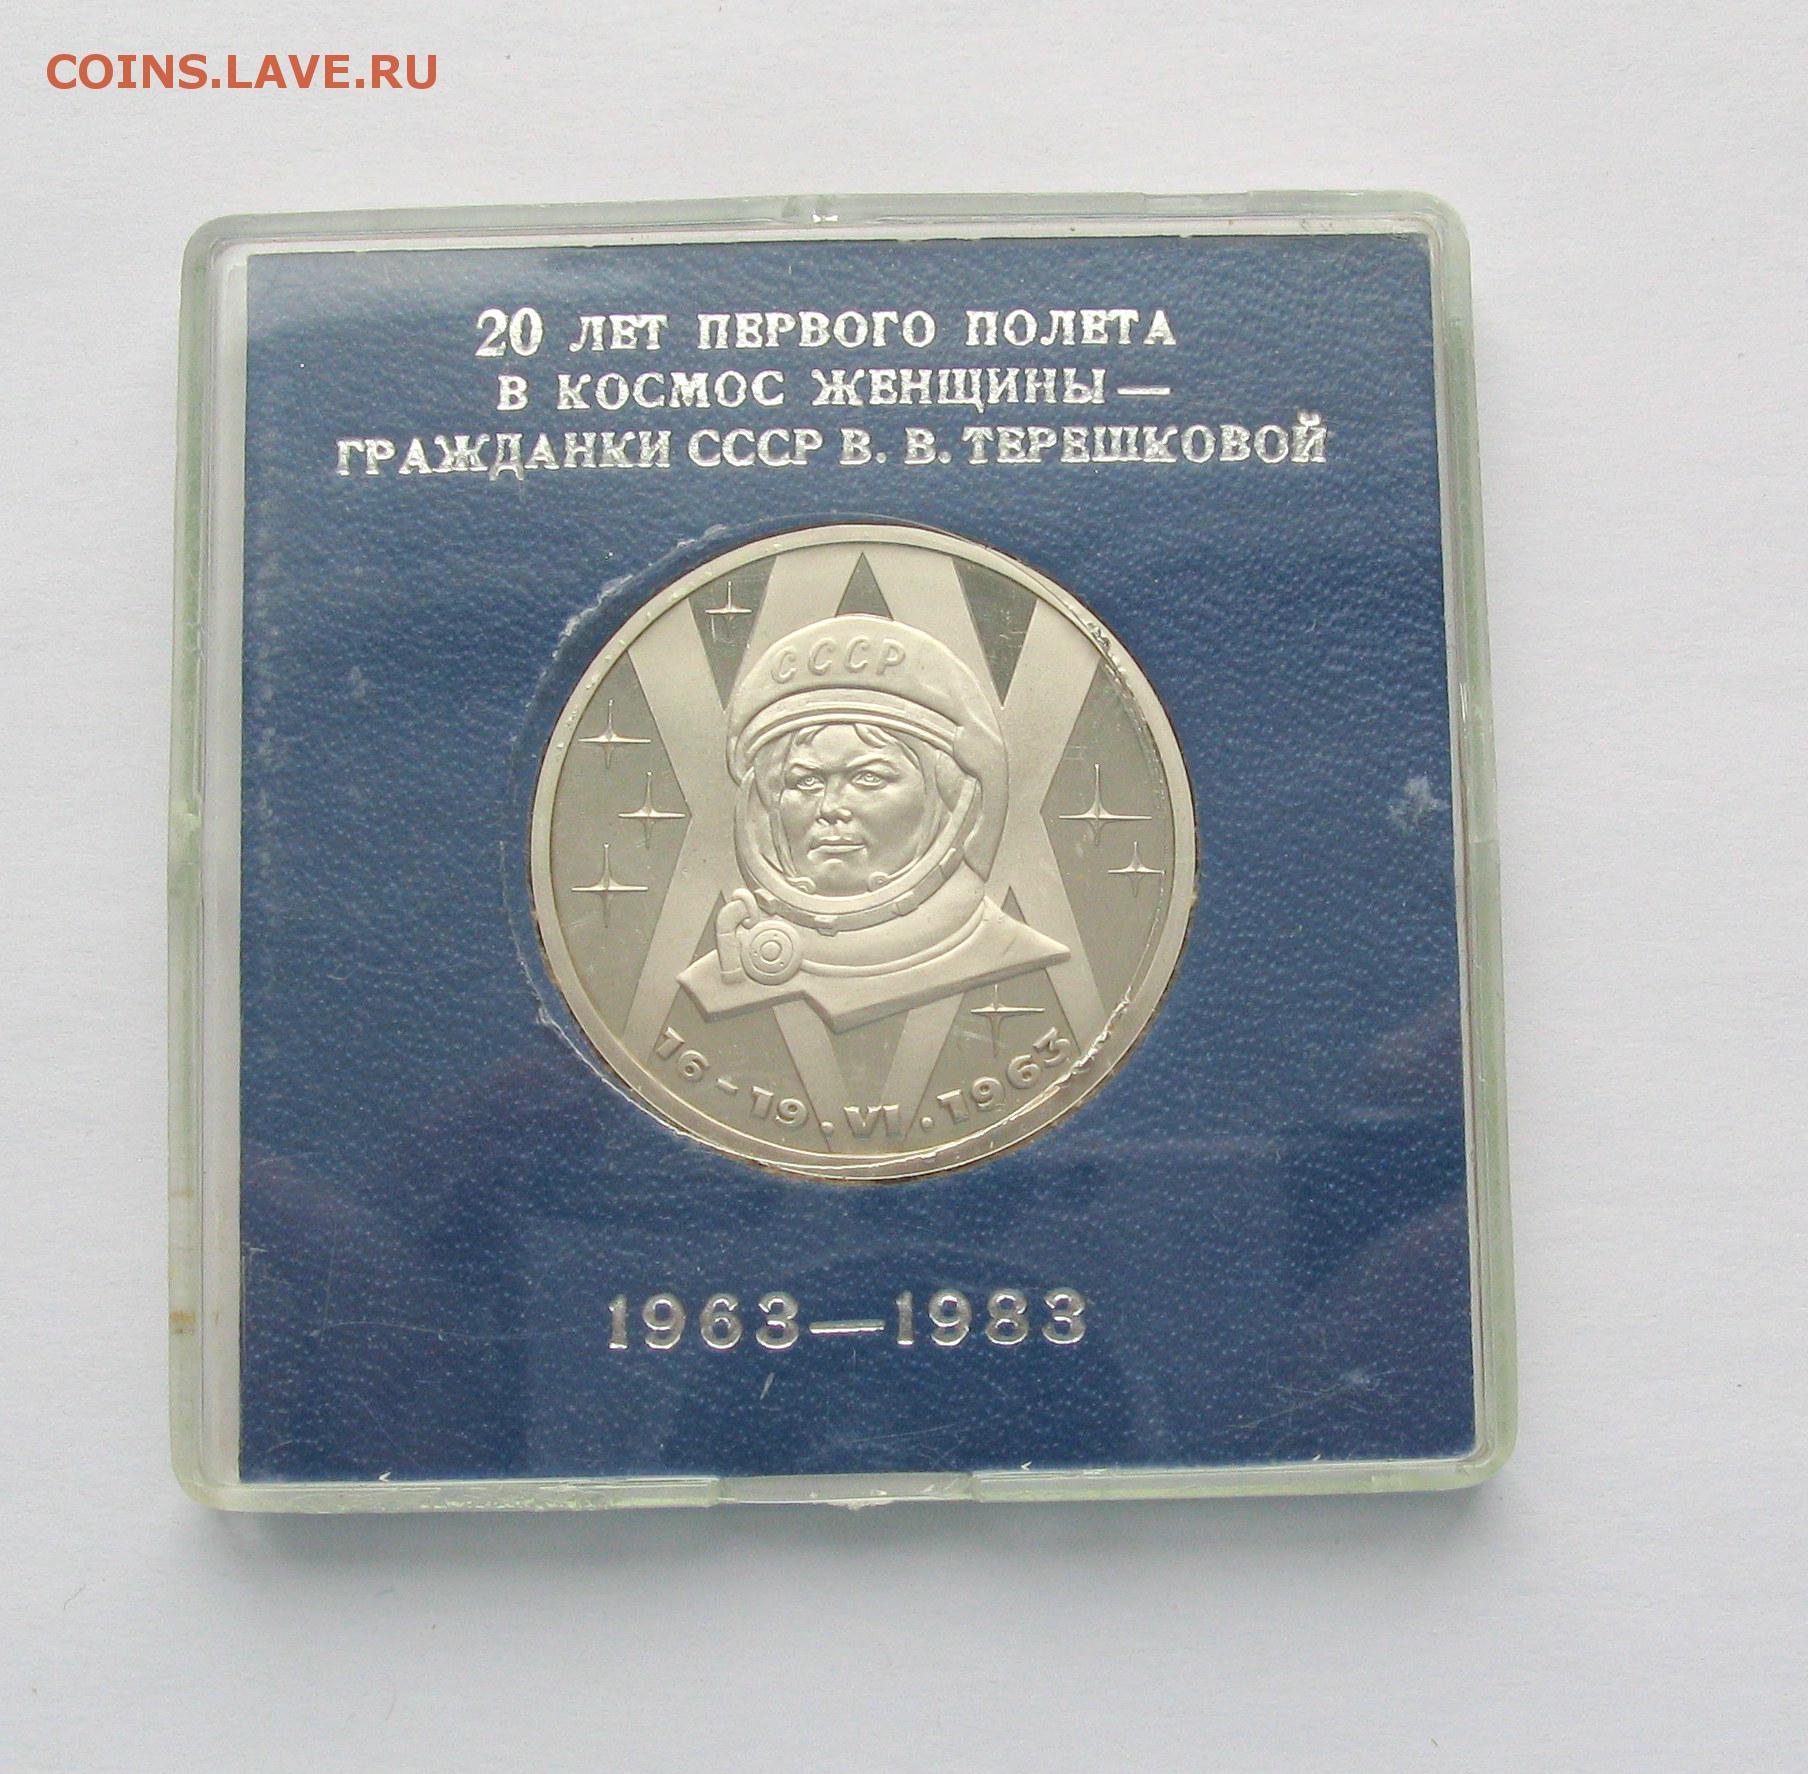 COINS.LAVE.RU
20 ЛЕТ ПЕРВОГО ПОЛЕТА
В КОСМОС ЖЕНЩИНЫ—
ГРАЖДАНКИ СССР В. В. ТЕРЕШКОВОЙ
СССР
16-19·VI·1963
1963—1983